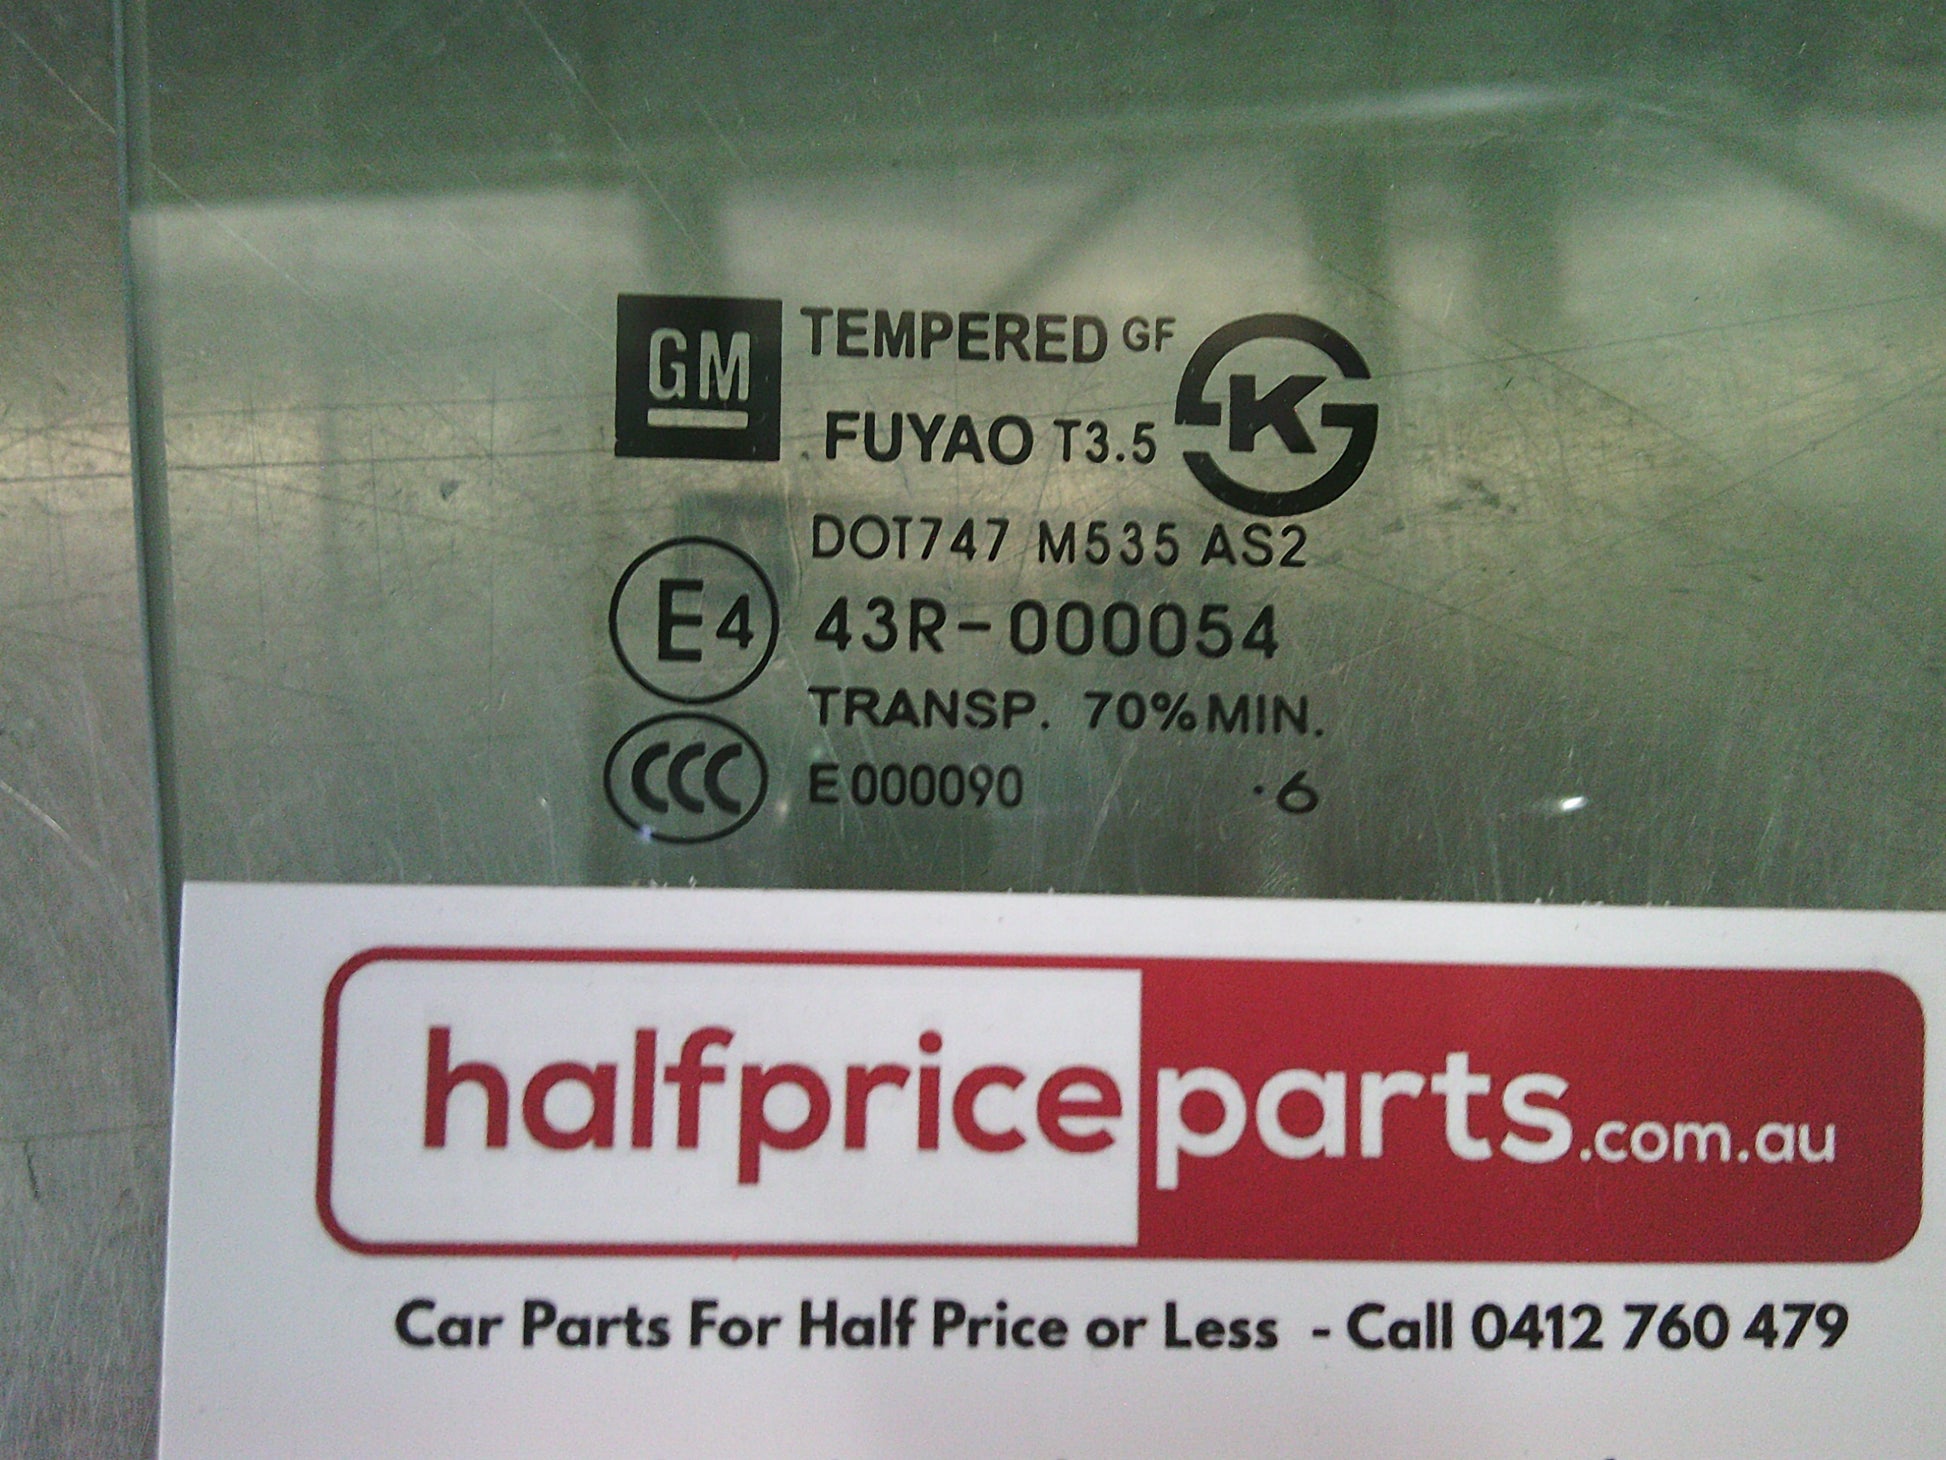 GM TEMPERED GF
FUYAO T3.5
K
DOT747 M535 AS2
E4 43R-000054
TRANSP. 70% MIN.
CCC E000090 .6
halfpriceparts.com.au
Car Parts For Half Price or Less - Call 0412 760 479